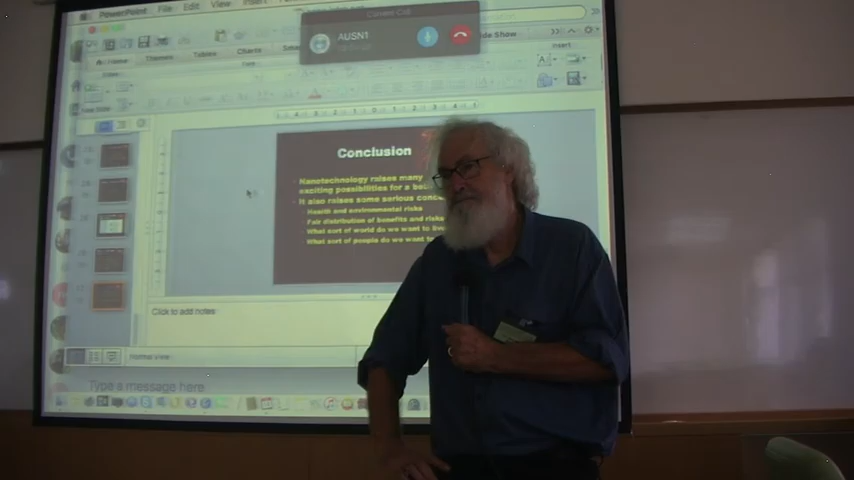 PowerPoint File Edit View Insert
Current Call
AUSN1
Slide Show
Home Themes Tables Charts
Insert
Conclusion
Nanotechnology raises many
exciting possibilities for a
It also raises some serious
Health and environmental risks
Fair distribution of benefits and risks
What sort of world do we want to
What sort of people do we want
Click to add notes
Normal View
Type a message here